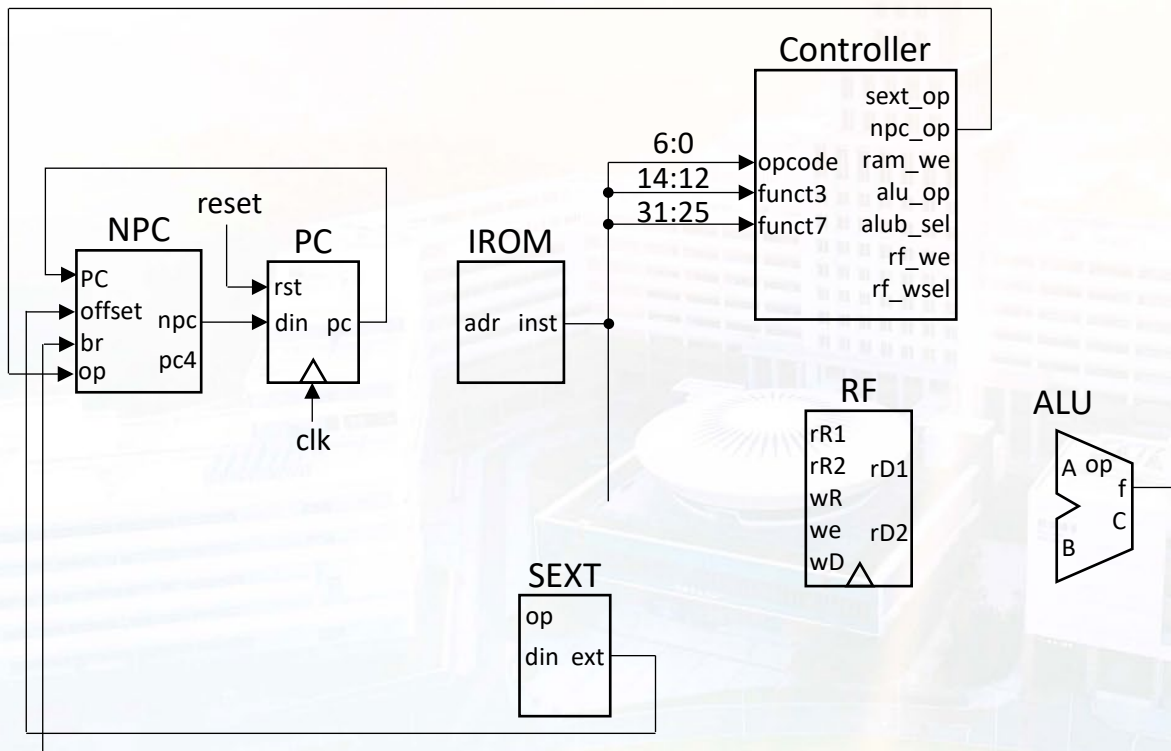 Controller
sext_op
npc_op
ram_we
alu_op
alub_sel
rf_we
rf_wsel
6:0
opcode
14:12
funct3
31:25
funct7
reset
NPC
PC
offset
br
op
npc
pc4
PC
rst
din pc
clk
IROM
adr inst
RF
rR1
rR2
wR
we
wD
rD1
rD2
ALU
A
op
f
C
B
SEXT
op
din ext